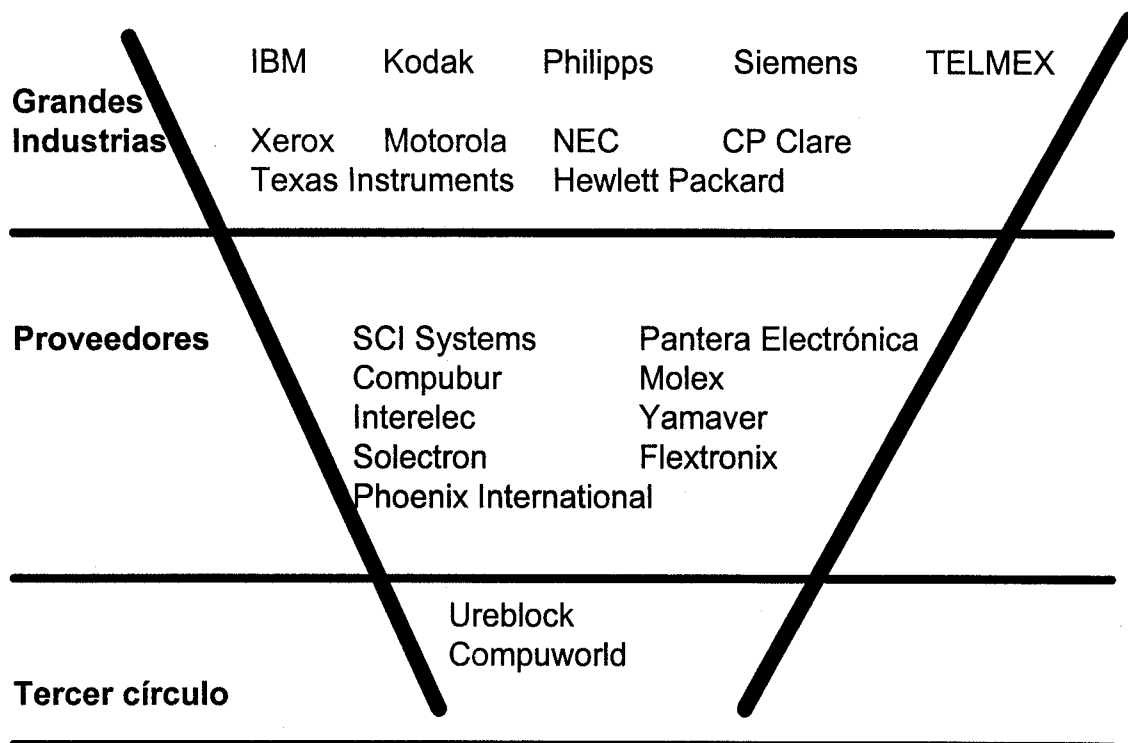 IBM Kodak Philipps Siemens TELMEX
Grandes
Industrias Xerox Motorola NEC CP Clare
Texas Instruments Hewlett Packard
Proveedores SCI Systems Pantera Electrónica
Compubur Molex
Interelec Yamaver
Solectron Flextronix
Phoenix International
Ureblock
Compuworld
Tercer círculo